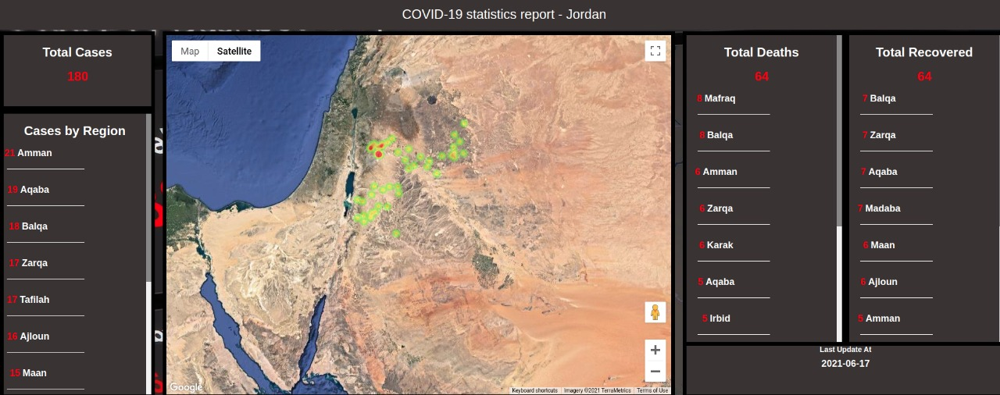 COVID-19 statistics report - Jordan
Total Cases
180
Cases by Region
21 Amman
19 Aqaba
18 Balqa
17 Zarqa
17 Tafilah
16 Ajloun
15 Maan
Map Satellite
Google
Keyboard shortcuts Imagery ©2021 TerraMetrics Terms of Use
Total Deaths
64
8 Mafraq
8 Balqa
6 Amman
6 Zarqa
6 Karak
5 Aqaba
5 Irbid
Total Recovered
64
7 Balqa
7 Zarqa
7 Aqaba
7 Madaba
6 Maan
6 Ajloun
5 Amman
Last Update At
2021-06-17